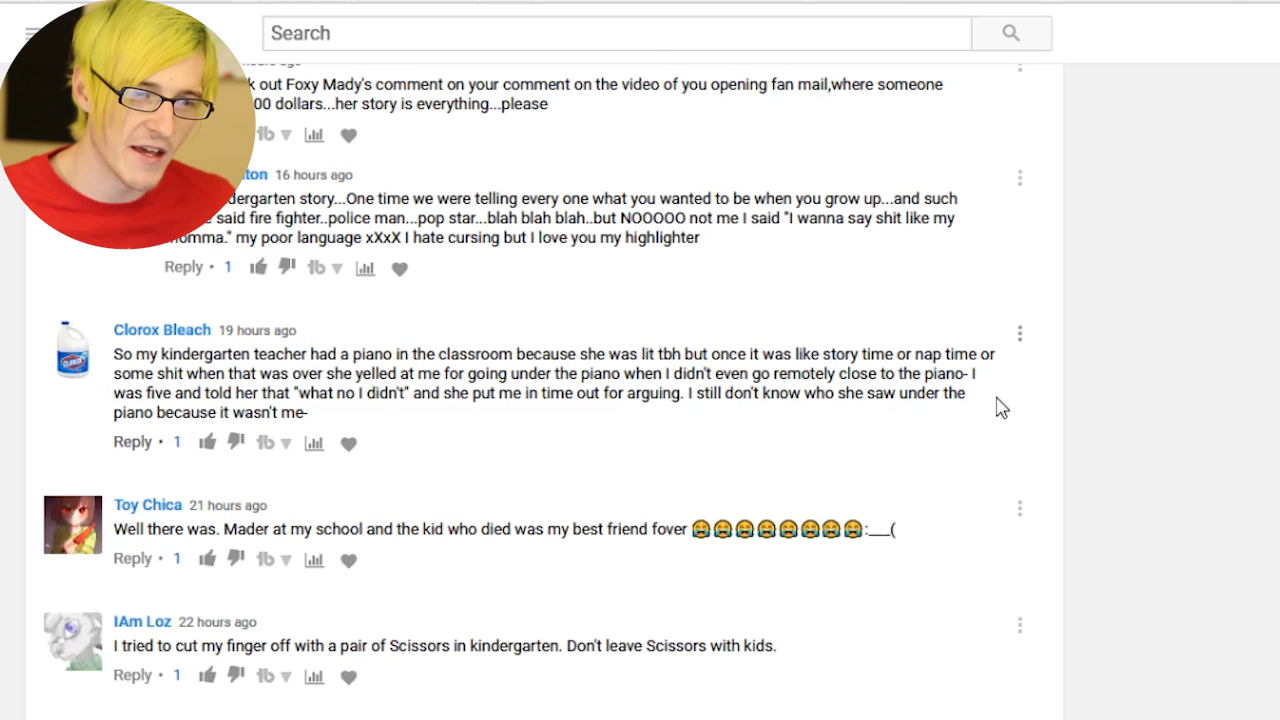 Search
out Foxy Mady's comment on your comment on the video of you opening fan mail,where someone
00 dollars...her story is everything...please
16 hours ago
story...One time we were telling every one what you wanted to be when you grow up...and such
said fire fighter..police man...pop star...blah blah blah..but NOOOOO not me I said "I wanna say shit like my
momma." my poor language xXxX I hate cursing but I love you my highlighter
Reply • 1
Clorox Bleach 19 hours ago
So my kindergarten teacher had a piano in the classroom because she was lit tbh but once it was like story time or nap time or
some shit when that was over she yelled at me for going under the piano when I didn't even go remotely close to the piano- I
was five and told her that "what no I didn't" and she put me in time out for arguing. I still don't know who she saw under the
piano because it wasn't me-
Reply • 1
Toy Chica 21 hours ago
Well there was. Mader at my school and the kid who died was my best friend fover 😭😭😭😭😭😭😭😭:__(
Reply • 1
IAm Loz 22 hours ago
I tried to cut my finger off with a pair of Scissors in kindergarten. Don't leave Scissors with kids.
Reply • 1